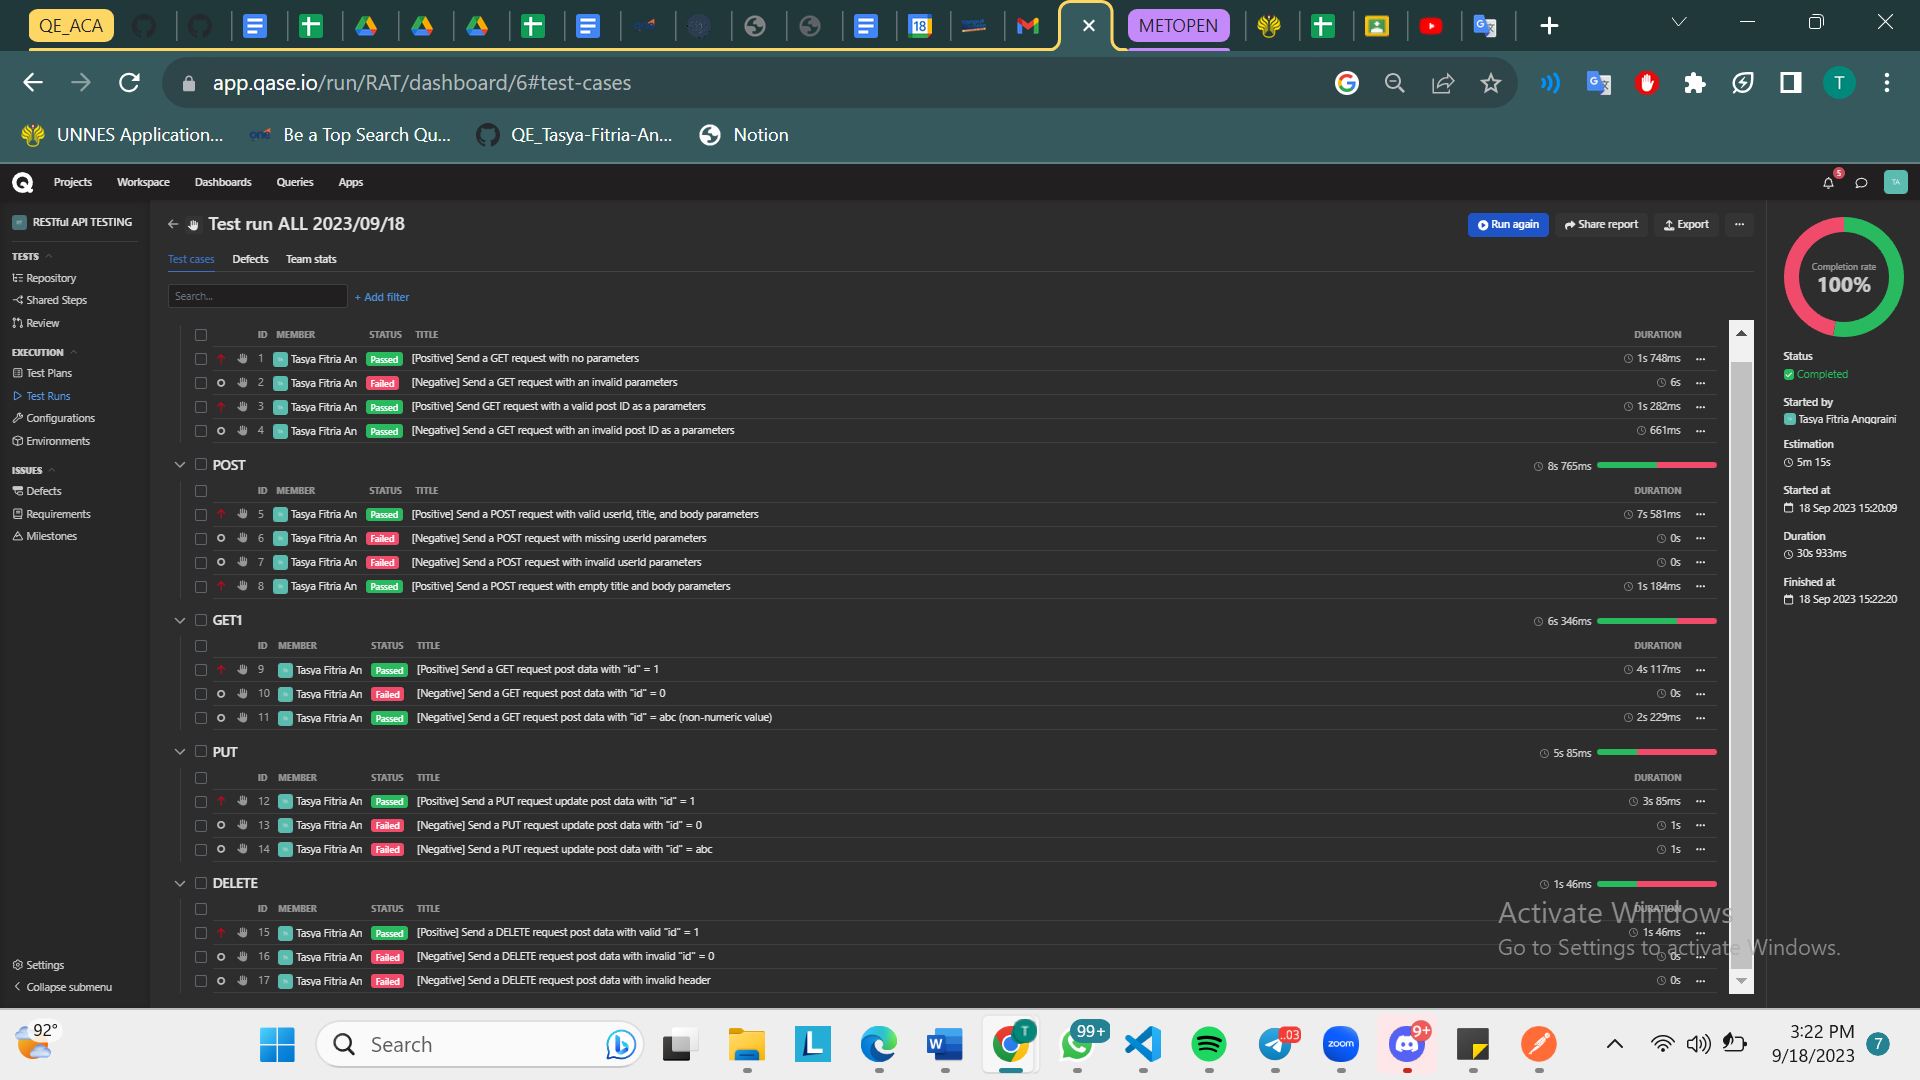 QE_ACA
18
METOPEN
app.qase.io/run/RAT/dashboard/6#test-cases
T
UNNES Application...
one Be a Top Search Qu...
QE_Tasya-Fitria-An...
Notion
Projects
Workspace
Dashboards
Queries
Apps
5
TA
RESTful API TESTING
TESTS
Repository
Shared Steps
Review
EXECUTION
Test Plans
Test Runs
Configurations
Environments
ISSUES
Defects
Requirements
Milestones
Settings
Collapse submenu
Test run ALL 2023/09/18
Run again
Share report
Export
Test cases
Defects
Team stats
Search...
+ Add filter
ID MEMBER STATUS TITLE DURATION
1 Tasya Fitria An Passed [Positive] Send a GET request with no parameters 1s 748ms
2 Tasya Fitria An Failed [Negative] Send a GET request with an invalid parameters 6s
3 Tasya Fitria An Passed [Positive] Send GET request with a valid post ID as a parameters 1s 282ms
4 Tasya Fitria An Passed [Negative] Send a GET request with an invalid post ID as a parameters 661ms
POST 8s 765ms
ID MEMBER STATUS TITLE DURATION
5 Tasya Fitria An Passed [Positive] Send a POST request with valid userId, title, and body parameters 7s 581ms
6 Tasya Fitria An Failed [Negative] Send a POST request with missing userId parameters 0s
7 Tasya Fitria An Failed [Negative] Send a POST request with invalid userId parameters 0s
8 Tasya Fitria An Passed [Positive] Send a POST request with empty title and body parameters 1s 184ms
GET1 6s 346ms
ID MEMBER STATUS TITLE DURATION
9 Tasya Fitria An Passed [Positive] Send a GET request post data with "id" = 1 4s 117ms
10 Tasya Fitria An Failed [Negative] Send a GET request post data with "id" = 0 0s
11 Tasya Fitria An Passed [Negative] Send a GET request post data with "id" = abc (non-numeric value) 2s 229ms
PUT 5s 85ms
ID MEMBER STATUS TITLE DURATION
12 Tasya Fitria An Passed [Positive] Send a PUT request update post data with "id" = 1 3s 85ms
13 Tasya Fitria An Failed [Negative] Send a PUT request update post data with "id" = 0 1s
14 Tasya Fitria An Failed [Negative] Send a PUT request update post data with "id" = abc 1s
DELETE 1s 46ms
ID MEMBER STATUS TITLE DURATION
15 Tasya Fitria An Passed [Positive] Send a DELETE request post data with valid "id" = 1 1s 46ms
16 Tasya Fitria An Failed [Negative] Send a DELETE request post data with invalid "id" = 0 0s
17 Tasya Fitria An Failed [Negative] Send a DELETE request post data with invalid header 0s
Completion rate
100%
Status
Completed
Started by
Tasya Fitria Anggraini
Estimation
5m 15s
Started at
18 Sep 2023 15:20:09
Duration
30s 933ms
Finished at
18 Sep 2023 15:22:20
Activate Windows
Go to Settings to activate Windows.
92°
Search
L
W
T
99+
..03
zoom
9+
3:22 PM
9/18/2023
7